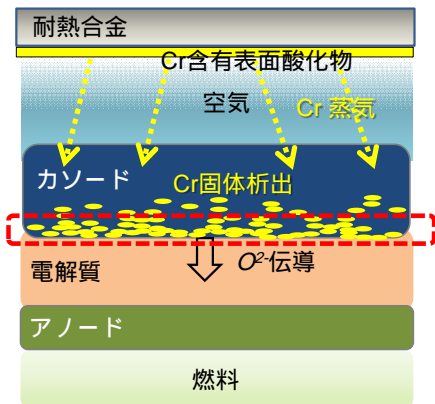 耐熱合金
Cr含有表面酸化物
空気
Cr 蒸気
カソード
Cr固体析出
電解質
O²⁻伝導
アノード
燃料